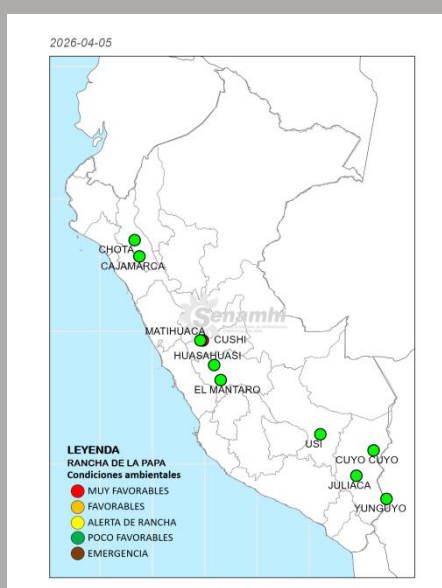 2026-04-05
CHOTA
CAJAMARCA
Senamhi
MATIHUACA
CUSHI
HUASAHUASI
EL MANTARO
USI
CUYO CUYO
JULIACA
YUNGUYO
LEYENDA
RANCHA DE LA PAPA
Condiciones ambientales
MUY FAVORABLES
FAVORABLES
ALERTA DE RANCHA
POCO FAVORABLES
EMERGENCIA